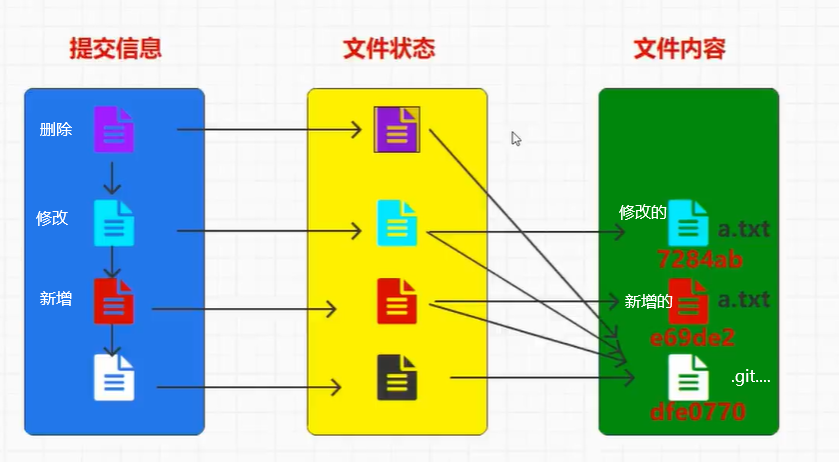 提交信息
文件状态
文件内容
删除
修改
修改的
a.txt
7284ab
新增
新增的
a.txt
e69de2
.git....
dfe0770